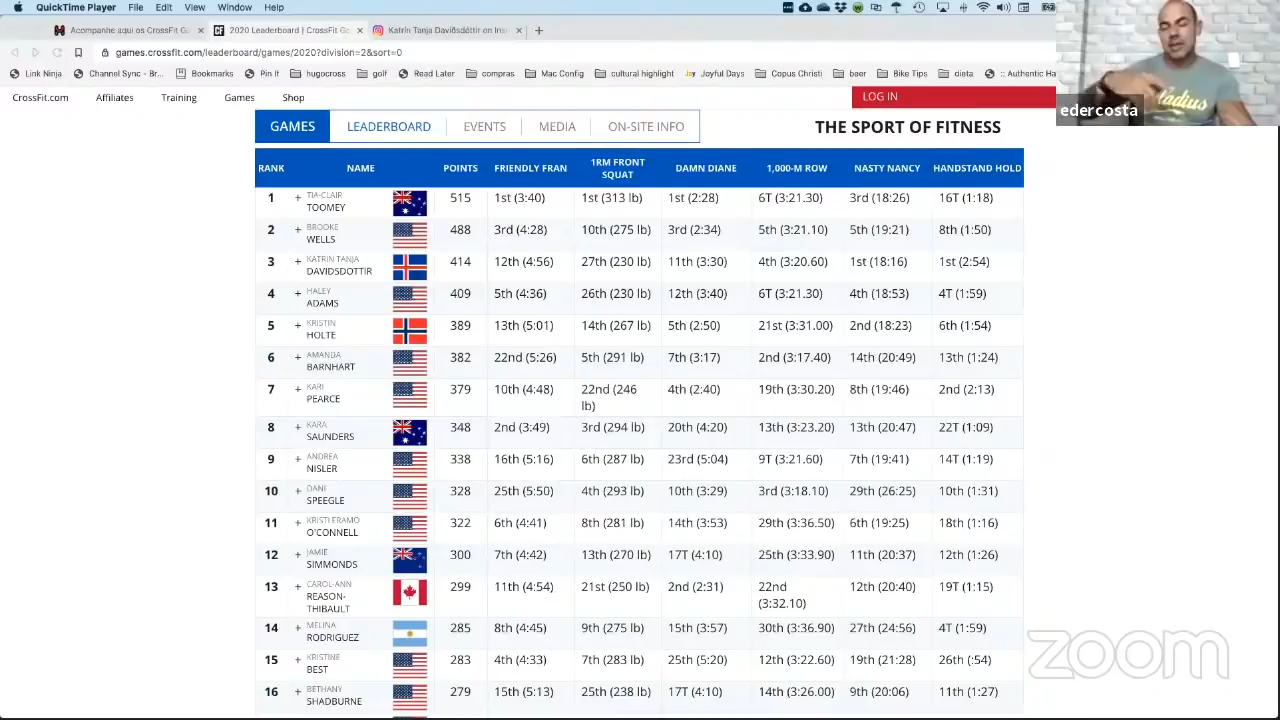 QuickTime Player File Edit View Window Help
Acompanhe aqui os CrossFit G
2020 Leaderboard | CrossFit G
Katrín Tanja Davíðsdóttir on Ins
games.crossfit.com/leaderboard/games/2020?division=2&sort=0
Link Ninja Channel Sync - Br... Bookmarks Pin It hugocross golf Read Later compras cultural highlight Joyful Days Copus Christi beer Bike Tips dieta :: Authentic Ha
CrossFit.com Affiliates Training Games Shop
LOG IN
GAMES LEADERBOARD EVENTS MEDIA ON-SITE INFO THE SPORT OF FITNESS
RANK NAME POINTS FRIENDLY FRAN 1RM FRONT SQUAT DAMN DIANE 1,000-M ROW NASTY NANCY HANDSTAND HOLD
1 + TIA-CLAIR TOOMEY 515 1st (3:40) 1st (313 lb) 1st (2:28) 6T (3:21.30) 3rd (18:26) 16T (1:18)
2 + BROOKE WELLS 488 3rd (4:28) 10th (275 lb) 3rd (2:34) 5th (3:21.10) 5th (19:21) 8th (1:50)
3 + KATRIN TANJA DAVIDSDOTTIR 414 12th (4:56) 27th (230 lb) 11th (3:30) 4th (3:20.60) 1st (18:16) 1st (2:54)
4 + HALEY ADAMS 409 5th (4:36) 26th (230 lb) (3:40) 6T (3:21.30) (18:53) 4T (1:59)
5 + KRISTIN HOLTE 389 13th (5:01) 14th (267 lb) (2:50) 21st (3:31.00) (18:23) 6th (1:54)
6 + AMANDA BARNHART 382 22nd (5:26) 5th (291 lb) 7th (3:17) 2nd (3:17.40) (20:49) 13th (1:24)
7 + KARI PEARCE 379 10th (4:48) 22nd (246 lb) 4th (2:40) 19th (3:30.20) (19:46) 2nd (2:13)
8 + KARA SAUNDERS 348 2nd (3:49) 3rd (294 lb) 20th (4:20) 13th (3:23.20) 13th (20:47) 22T (1:09)
9 + ANDREA NISLER 338 16th (5:16) 6th (287 lb) 23rd (5:04) 9T (3:21.60) (19:41) 14T (1:19)
10 + DANI SPEEGLE 328 25th (5:50) 4th (293 lb) (3:29) (3:18.10) (26:25) 10th (1:31)
11 + KRISTI ERAMO O'CONNELL 322 6th (4:41) 8th (281 lb) 14th (3:53) 29th (3:36.50) 6th (19:25) 18th (1:16)
12 + JAMIE SIMMONDS 300 7th (4:42) 13th (270 lb) 17T (4:10) 25th (3:33.90) 11th (20:37) 12th (1:26)
13 + CAROL-ANN REASON-THIBAULT 299 11th (4:54) 21st (250 lb) 2nd (2:31) 22nd (3:32.10) 12th (20:40) 19T (1:15)
14 + MELINA RODRIGUEZ 285 8th (4:45) 9th (275 lb) 15th (3:57) 30th (3:36.90) 27th (24:56) 4T (1:59)
15 + KRISTINE BEST 283 4th (4:33) 7th (283 lb) (5:20) 12th (3:22.60) 19th (21:28) 26th (:54)
16 + BETHANY SHADBURNE 279 15th (5:13) 25th (238 lb) 17T (4:10) 14th (3:26.00) 9th (20:06) 11th (1:27)
edercosta
zoom